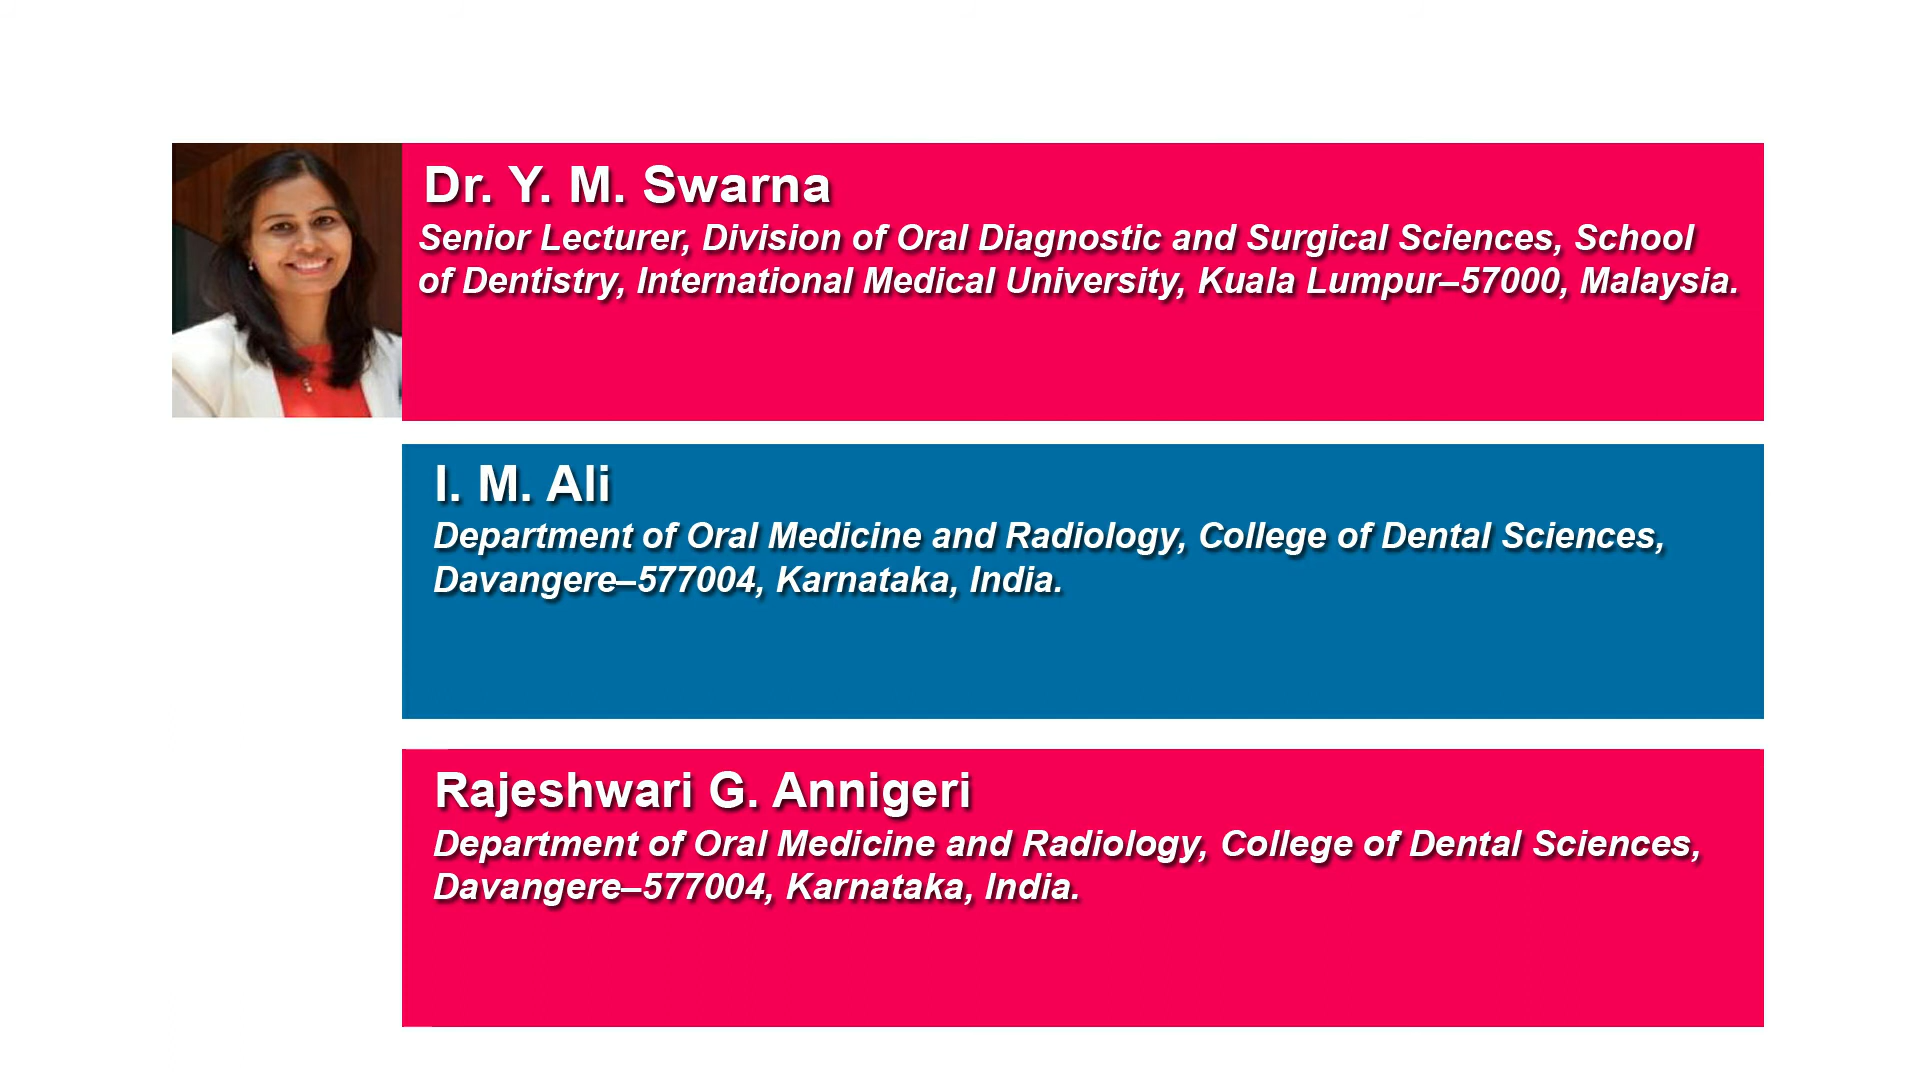 Dr. Y. M. Swarna
Senior Lecturer, Division of Oral Diagnostic and Surgical Sciences, School
of Dentistry, International Medical University, Kuala Lumpur–57000, Malaysia.
I. M. Ali
Department of Oral Medicine and Radiology, College of Dental Sciences,
Davangere–577004, Karnataka, India.
Rajeshwari G. Annigeri
Department of Oral Medicine and Radiology, College of Dental Sciences,
Davangere–577004, Karnataka, India.